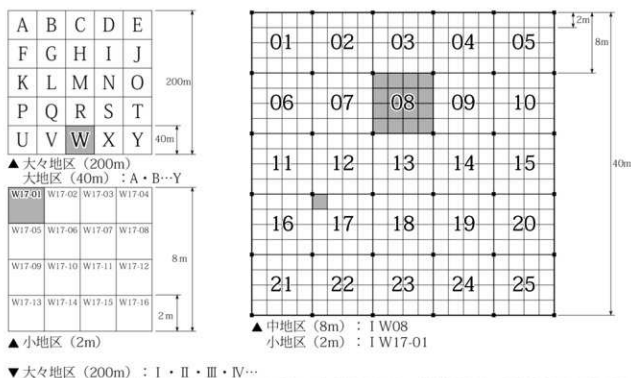 A B C D E
F G H I J
K L M N O
P Q R S T
U V W X Y
200m
40m
▲大々地区（200m）
大地区（40m）：A・B…Y
W17-01 W17-02 W17-03 W17-04
W17-05 W17-06 W17-07 W17-08
W17-09 W17-10 W17-11 W17-12
W17-13 W17-14 W17-15 W17-16
8m
2m
▲小地区（2m）
01 02 03 04 05
06 07 08 09 10
11 12 13 14 15
16 17 18 19 20
21 22 23 24 25
2m
8m
40m
▲中地区（8m）：ⅠW08
小地区（2m）：ⅠW17-01
▼大々地区（200m）：Ⅰ・Ⅱ・Ⅲ・Ⅳ…